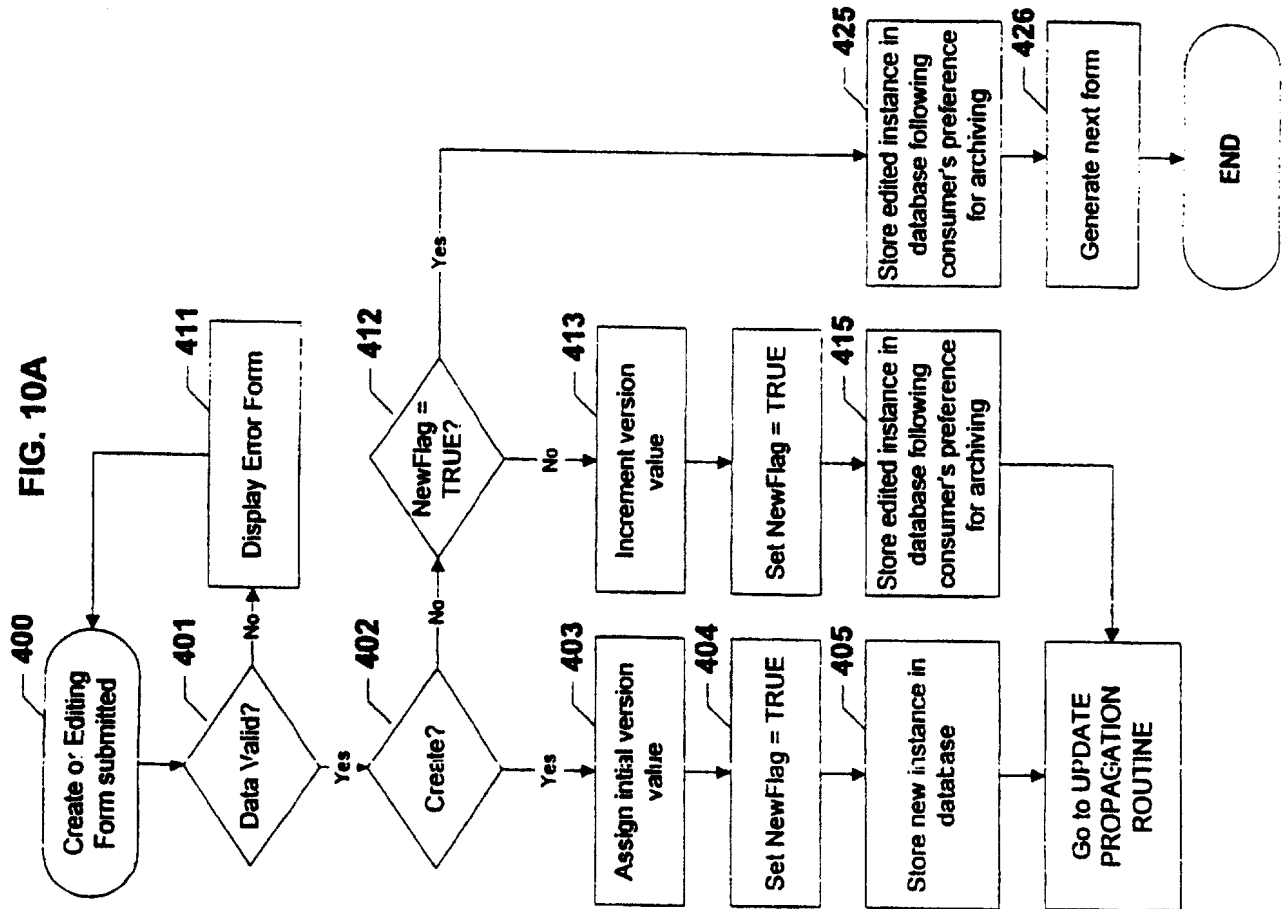 FIG. 10A
400
Create or Editing
Form submitted
401
Data Valid?
No
411
Display Error Form
Yes
402
Create?
No
412
NewFlag =
TRUE?
Yes
Yes
403
Assign intial version
value
404
Set NewFlag = TRUE
405
Store new instance in
database
Go to UPDATE
PROPAGATION
ROUTINE
No
413
Increment version
value
Set NewFlag = TRUE
415
Store edited instance in
database following
consumer's preference
for archiving
425
Store edited instance in
database following
consumer's preference
for archiving
426
Generate next form
END